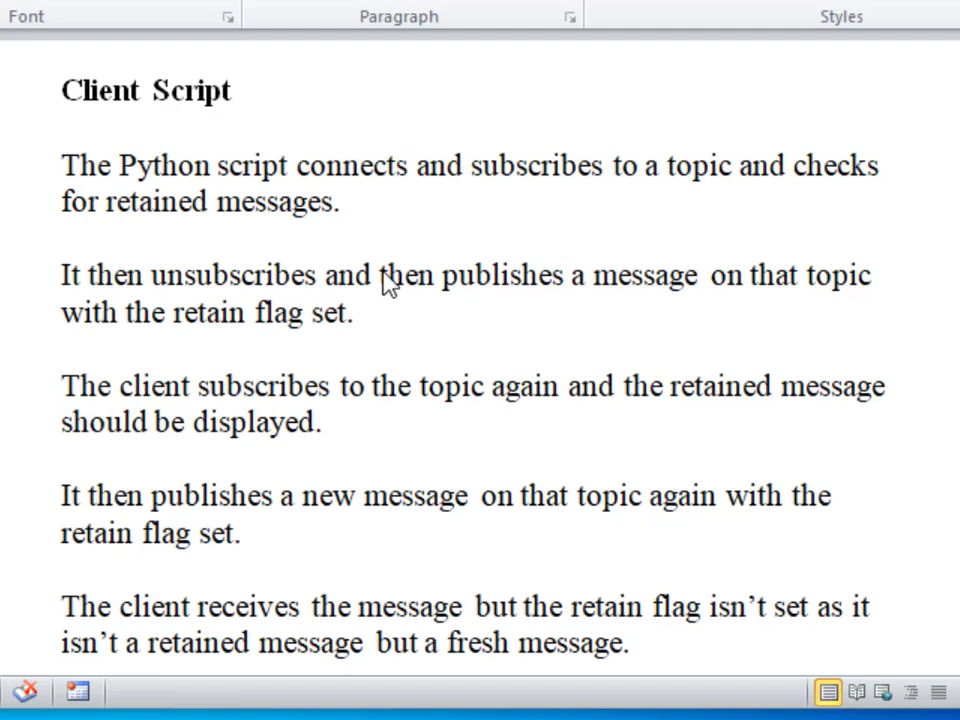 Font Paragraph Styles
Client Script
The Python script connects and subscribes to a topic and checks
for retained messages.
It then unsubscribes and then publishes a message on that topic
with the retain flag set.
The client subscribes to the topic again and the retained message
should be displayed.
It then publishes a new message on that topic again with the
retain flag set.
The client receives the message but the retain flag isn’t set as it
isn’t a retained message but a fresh message.